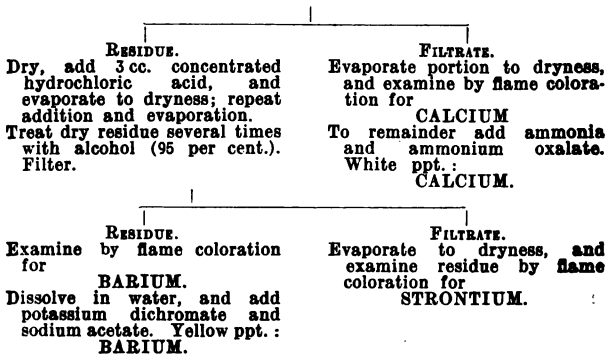 RESIDUE.
Dry, add 3 cc. concentrated
hydrochloric acid, and
evaporate to dryness; repeat
addition and evaporation.
Treat dry residue several times
with alcohol (95 per cent.).
Filter.
FILTRATE.
Evaporate portion to dryness,
and examine by flame colora-
tion for
CALCIUM
To remainder add ammonia
and ammonium oxalate.
White ppt. :
CALCIUM.
RESIDUE.
Examine by flame coloration
for
BARIUM.
Dissolve in water, and add
potassium dichromate and
sodium acetate. Yellow ppt. :
BARIUM.
FILTRATE.
Evaporate to dryness, and
examine residue by flame
coloration for
STRONTIUM.